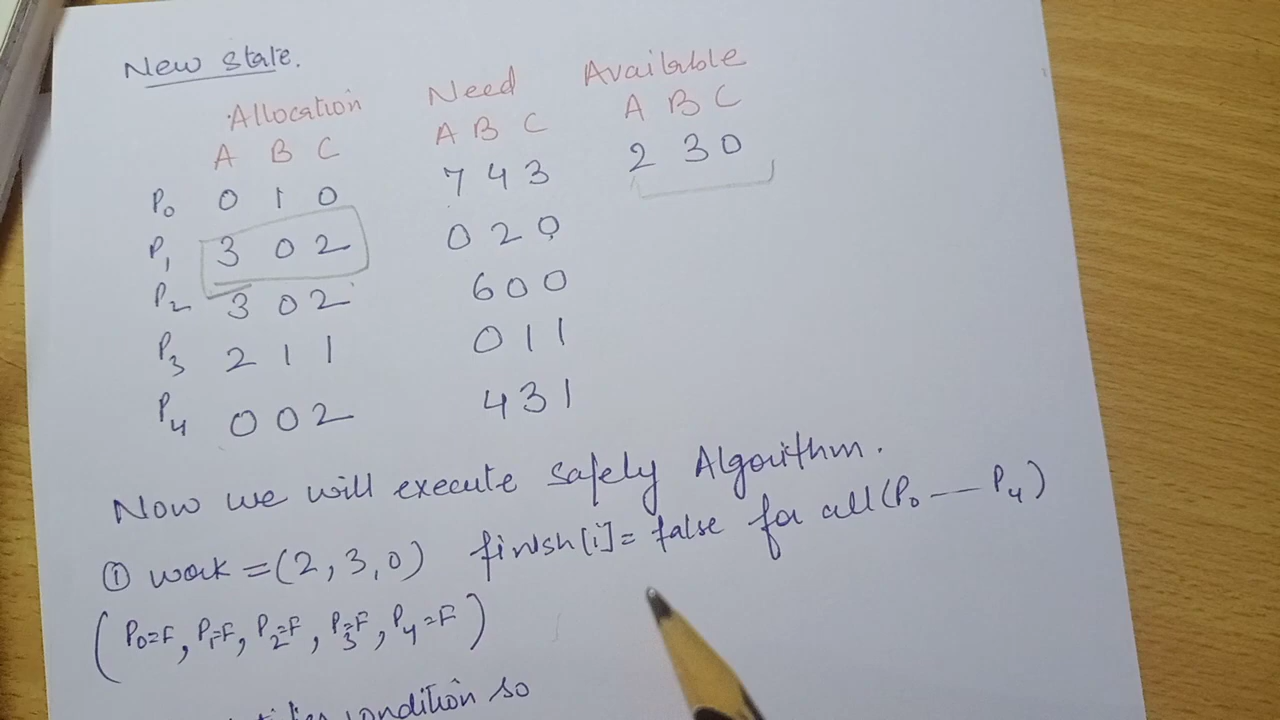 New state.
Allocation Need Available
A B C A B C A B C
P0 0 1 0 7 4 3 2 3 0
P1 3 0 2 0 2 0
P2 3 0 2 6 0 0
P3 2 1 1 0 1 1
P4 0 0 2 4 3 1
Now we will execute Safely Algorithm.
① work = (2, 3, 0) finish[i] = false for all (P0 — P4)
(P0=F, P1=F, P2=F, P3=F, P4=F)
condition so